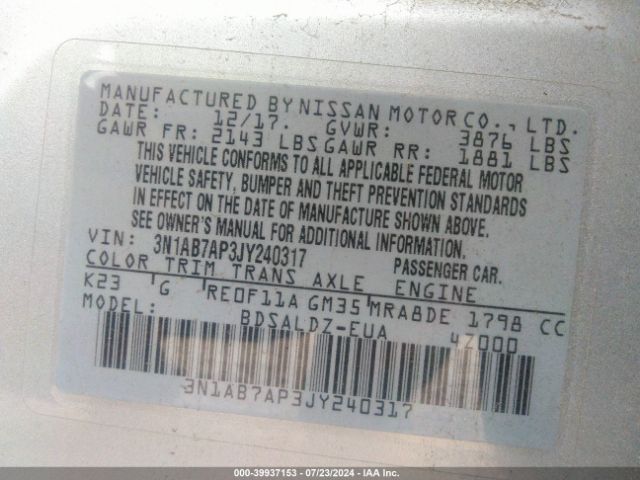 MANUFACTURED BY NISSAN MOTOR CO., LTD.
DATE: 12/17. GVWR: 3876 LBS
GAWR FR: 2143 LBS GAWR RR: 1881 LBS
THIS VEHICLE CONFORMS TO ALL APPLICABLE FEDERAL MOTOR
VEHICLE SAFETY, BUMPER AND THEFT PREVENTION STANDARDS
IN EFFECT ON THE DATE OF MANUFACTURE SHOWN ABOVE.
SEE OWNER'S MANUAL FOR ADDITIONAL INFORMATION.
VIN: 3N1AB7AP3JY240317 PASSENGER CAR.
COLOR TRIM TRANS AXLE ENGINE
K23 G RE0F11A GM35 MRA8DE 1798 CC
MODEL: BDSALDZ-EUA 4Z000
3N1AB7AP3JY240317
000-39937153 - 07/23/2024 - IAA Inc.